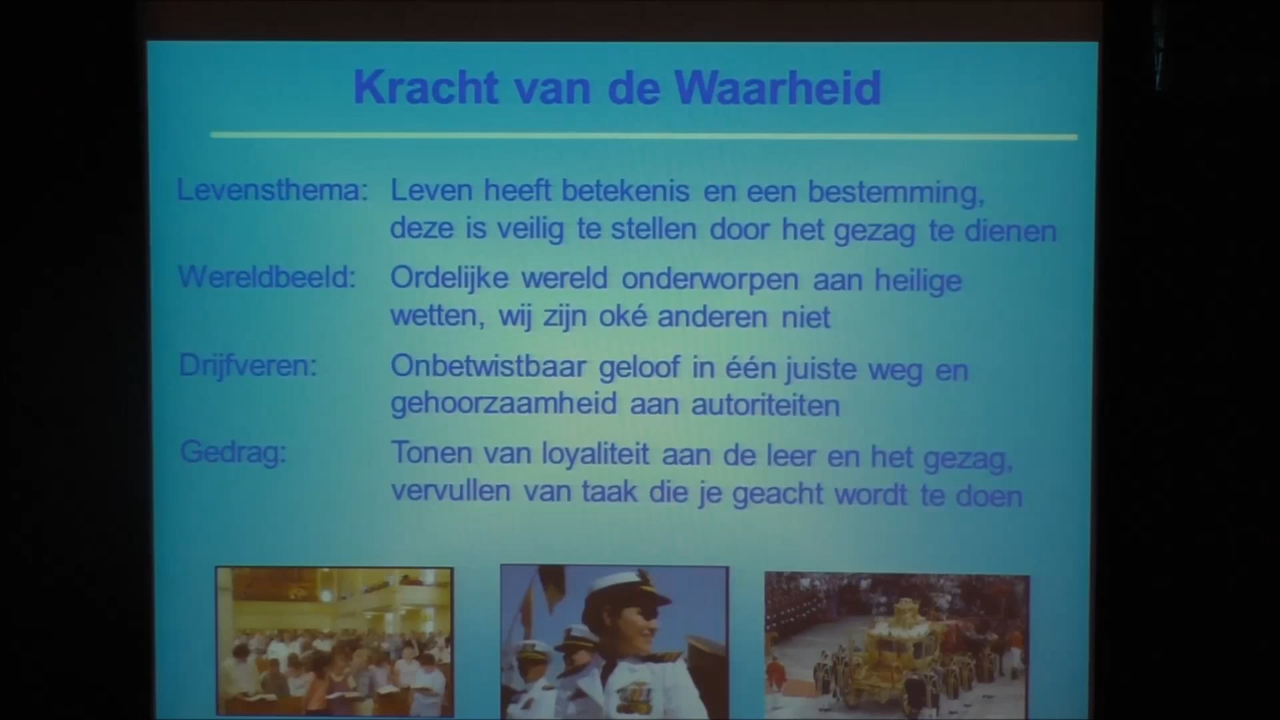 Kracht van de Waarheid
Levensthema: Leven heeft betekenis en een bestemming,
deze is veilig te stellen door het gezag te dienen
Wereldbeeld: Ordelijke wereld onderworpen aan heilige
wetten, wij zijn oké anderen niet
Drijfveren: Onbetwistbaar geloof in één juiste weg en
gehoorzaamheid aan autoriteiten
Gedrag: Tonen van loyaliteit aan de leer en het gezag,
vervullen van taak die je geacht wordt te doen